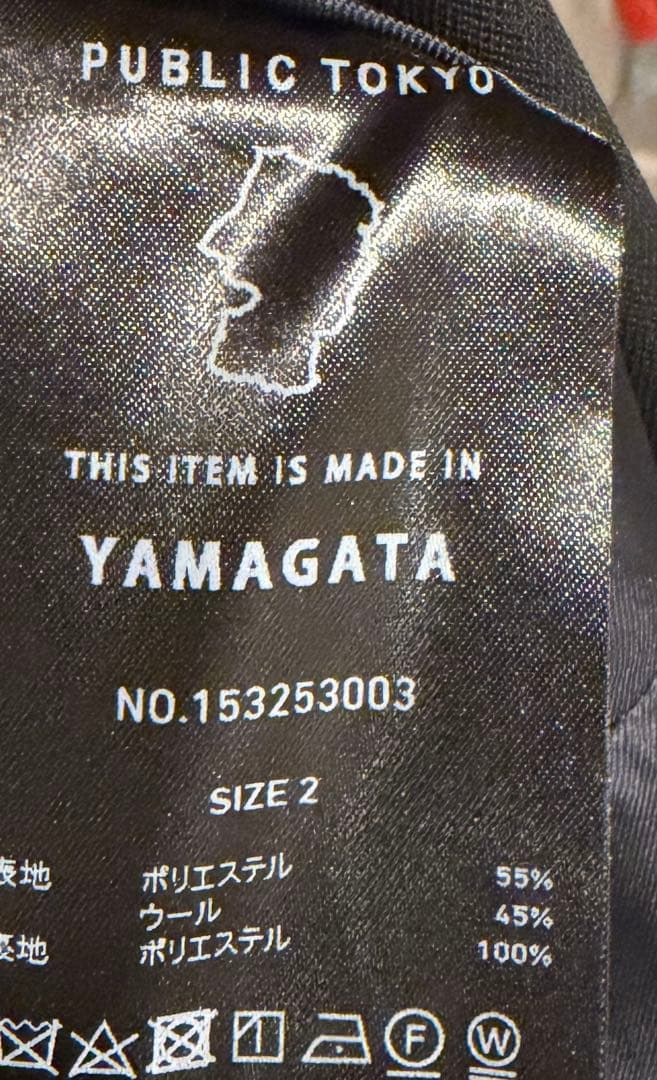 PUBLIC TOKYO
THIS ITEM IS MADE IN
YAMAGATA
NO.153253003
SIZE 2
表地 ポリエステル 55%
ウール 45%
裏地 ポリエステル 100%
F W